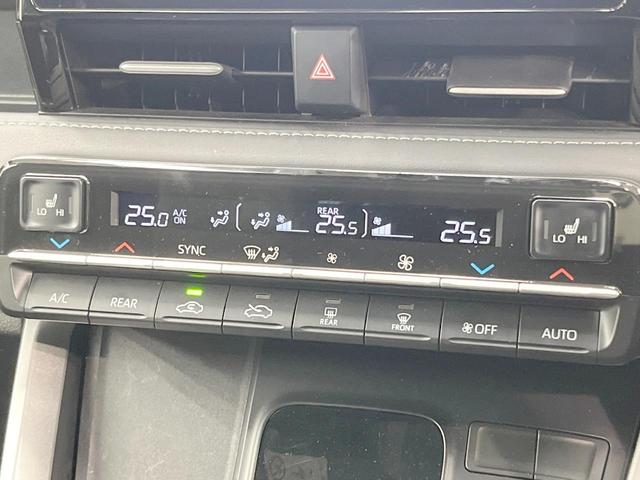 LO HI
25.0 A/C ON
REAR
25.5
25.5
LO HI
SYNC
A/C
REAR
REAR
FRONT
OFF
AUTO